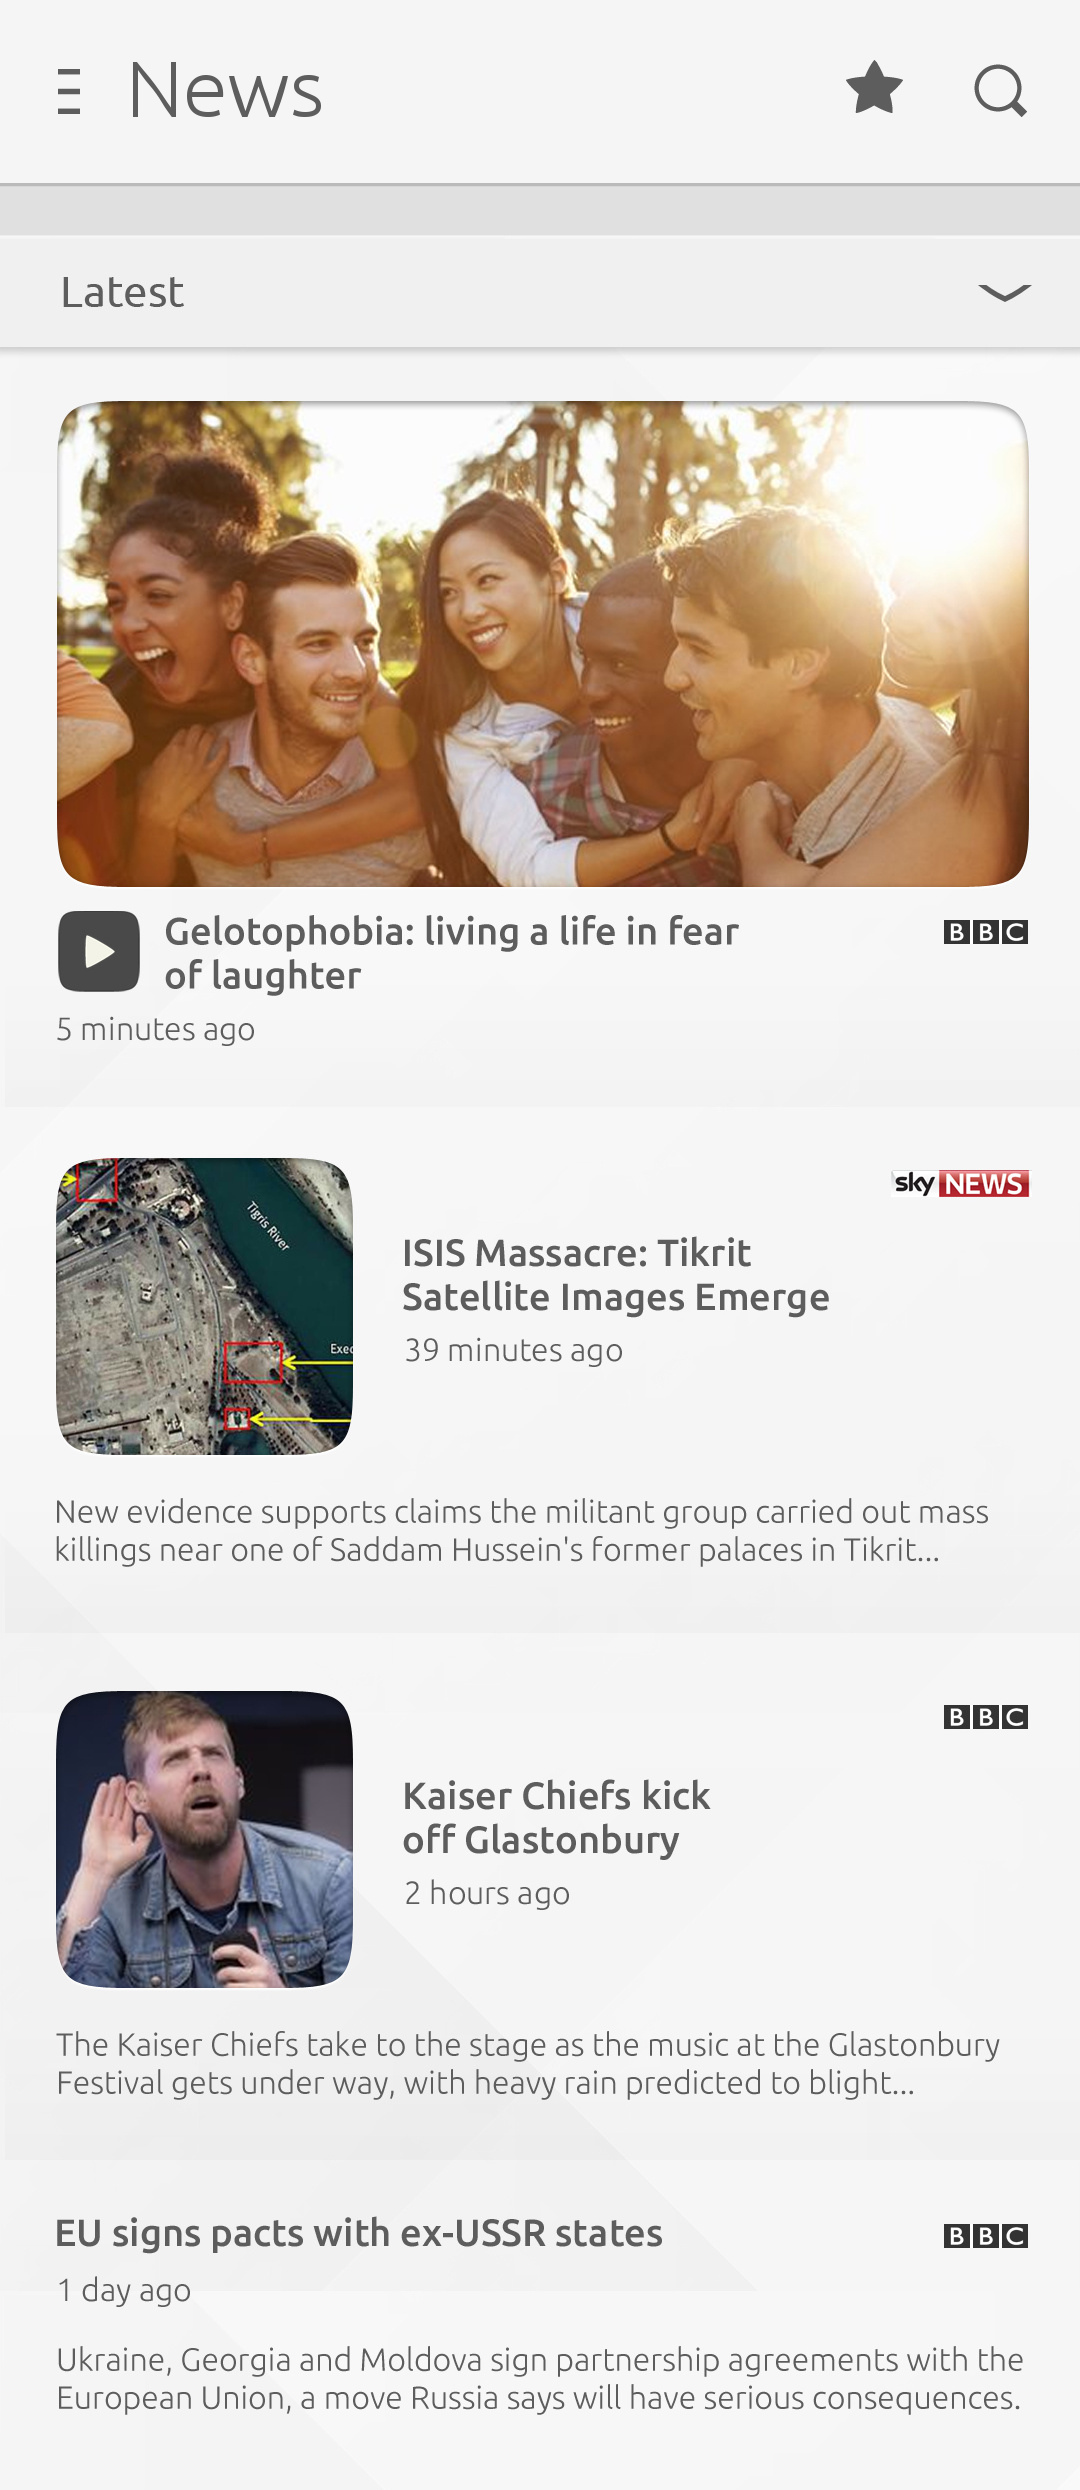 News
Latest
Gelotophobia: living a life in fear
of laughter
BBC
5 minutes ago
Tigris River
Exec
sky NEWS
ISIS Massacre: Tikrit
Satellite Images Emerge
39 minutes ago
New evidence supports claims the militant group carried out mass
killings near one of Saddam Hussein's former palaces in Tikrit...
BBC
Kaiser Chiefs kick
off Glastonbury
2 hours ago
The Kaiser Chiefs take to the stage as the music at the Glastonbury
Festival gets under way, with heavy rain predicted to blight...
EU signs pacts with ex-USSR states
BBC
1 day ago
Ukraine, Georgia and Moldova sign partnership agreements with the
European Union, a move Russia says will have serious consequences.